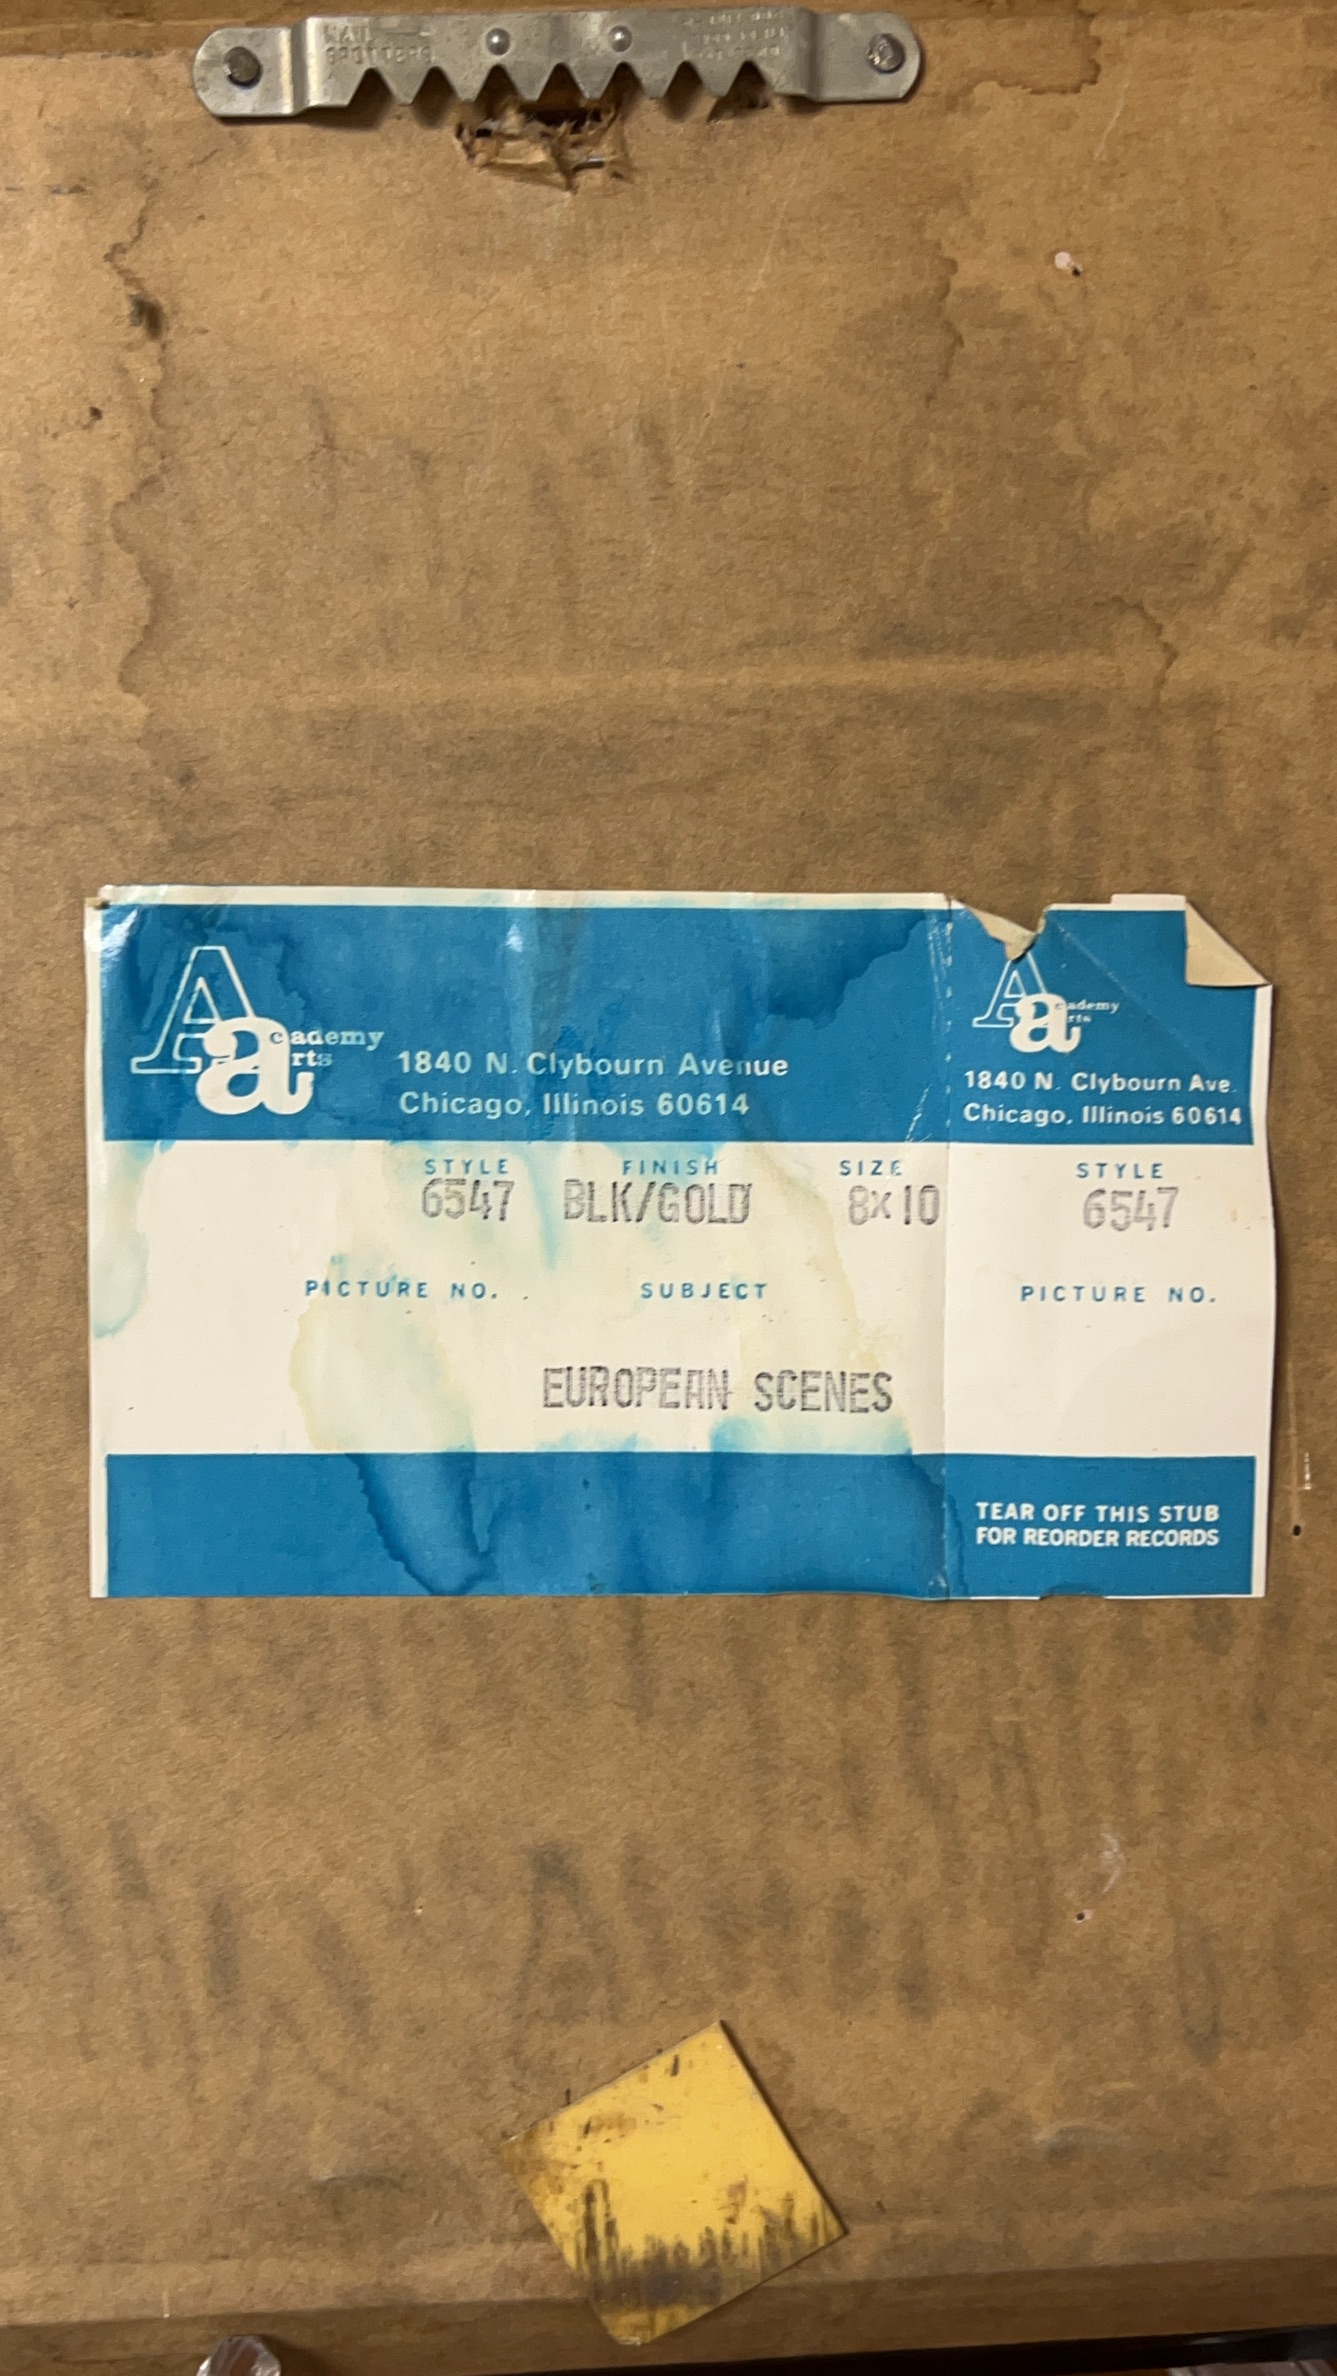 Academy
Arts
1840 N. Clybourn Avenue
Chicago, Illinois 60614
STYLE FINISH SIZE
6547 BLK/GOLD 8x10
PICTURE NO. SUBJECT
EUROPEAN SCENES
Academy
Arts
1840 N. Clybourn Ave.
Chicago, Illinois 60614
STYLE
6547
PICTURE NO.
TEAR OFF THIS STUB
FOR REORDER RECORDS